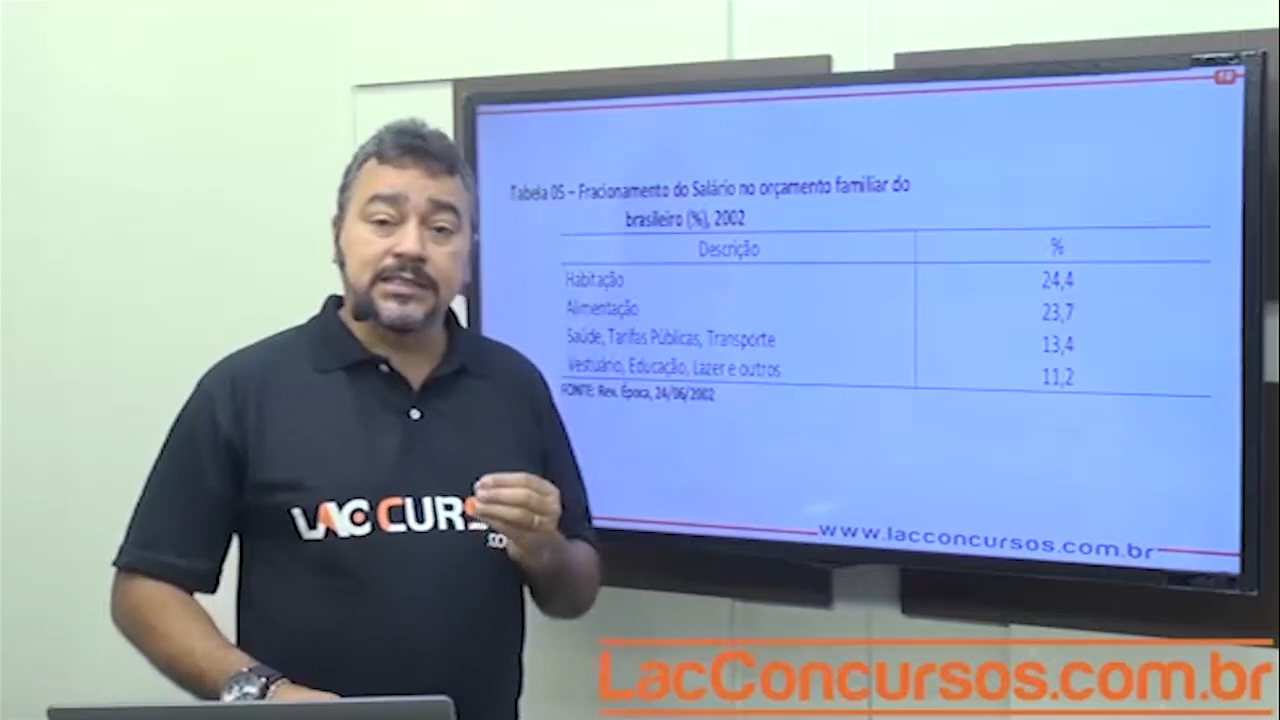 18
Tabela 05 – Fracionamento do Salário no orçamento familiar do
brasileiro (%), 2002
Descrição %
Habitação 24,4
Alimentação 23,7
Saúde, Tarifas Públicas, Transporte 13,4
Vestuário, Educação, Lazer e outros 11,2
FONTE: Rev. Época, 24/06/2002
LAC CURS
.CO
www.lacconcursos.com.br
LacConcursos.com.br